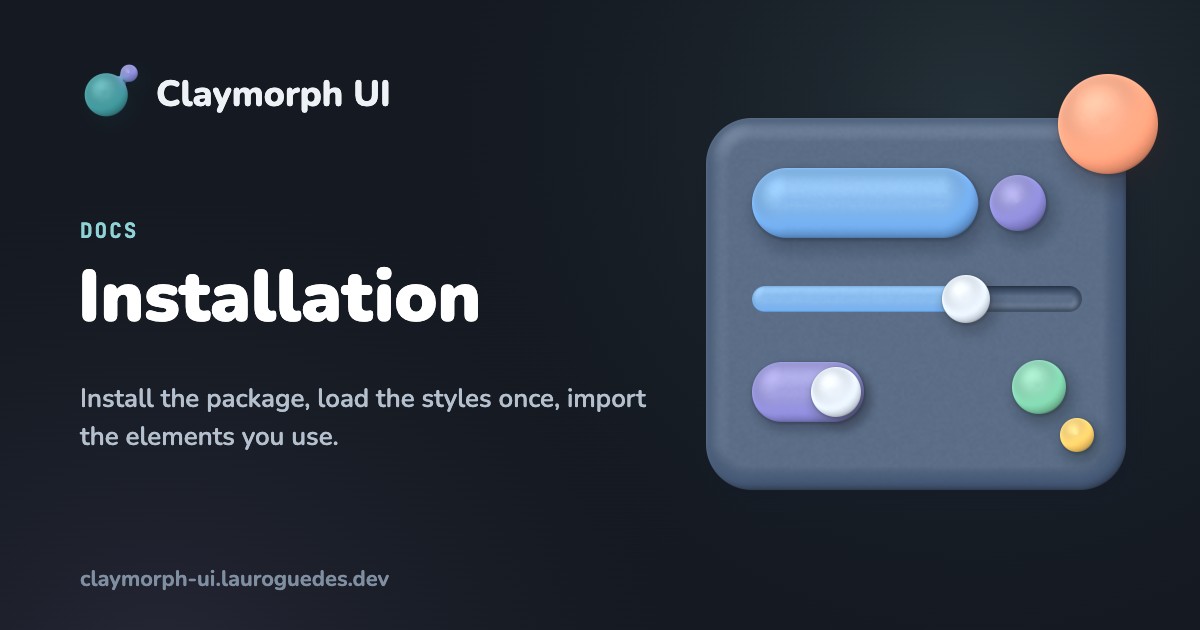 Claymorph UI
DOCS
Installation
Install the package, load the styles once, import
the elements you use.
claymorph-ui.lauroguedes.dev